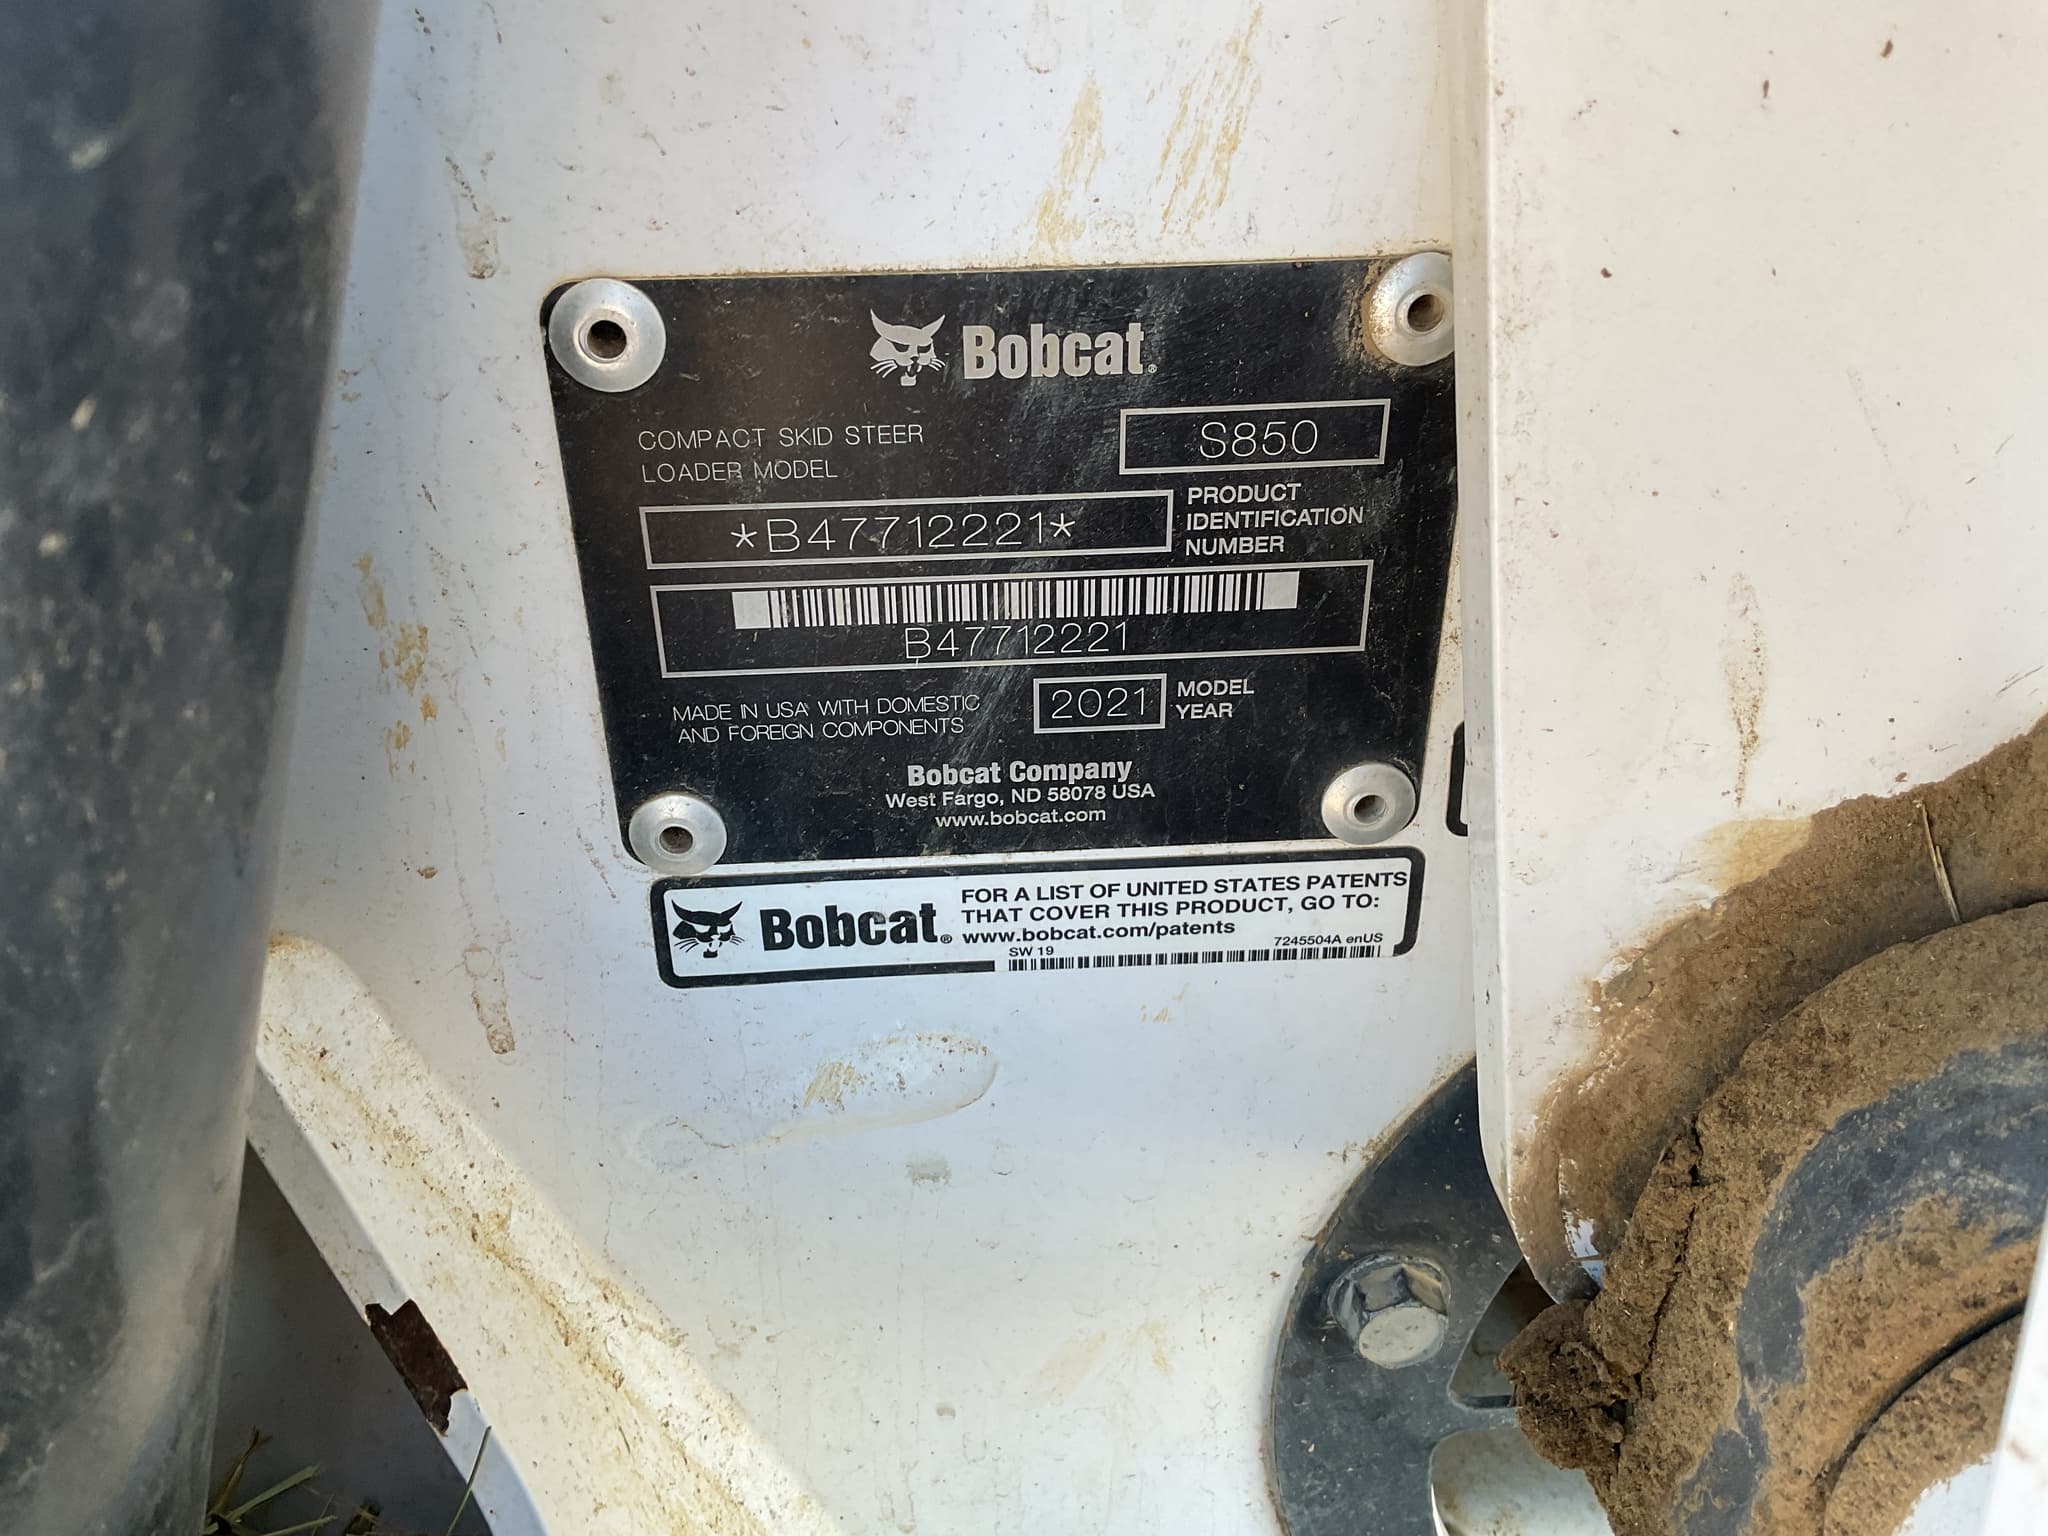 Bobcat®
COMPACT SKID STEER
LOADER MODEL
S850
*B47712221*
PRODUCT
IDENTIFICATION
NUMBER
B47712221
MADE IN USA WITH DOMESTIC
AND FOREIGN COMPONENTS
2021
MODEL
YEAR
Bobcat Company
West Fargo, ND 58078 USA
www.bobcat.com
Bobcat®
FOR A LIST OF UNITED STATES PATENTS
THAT COVER THIS PRODUCT, GO TO:
www.bobcat.com/patents
SW 19
7245504A enUS